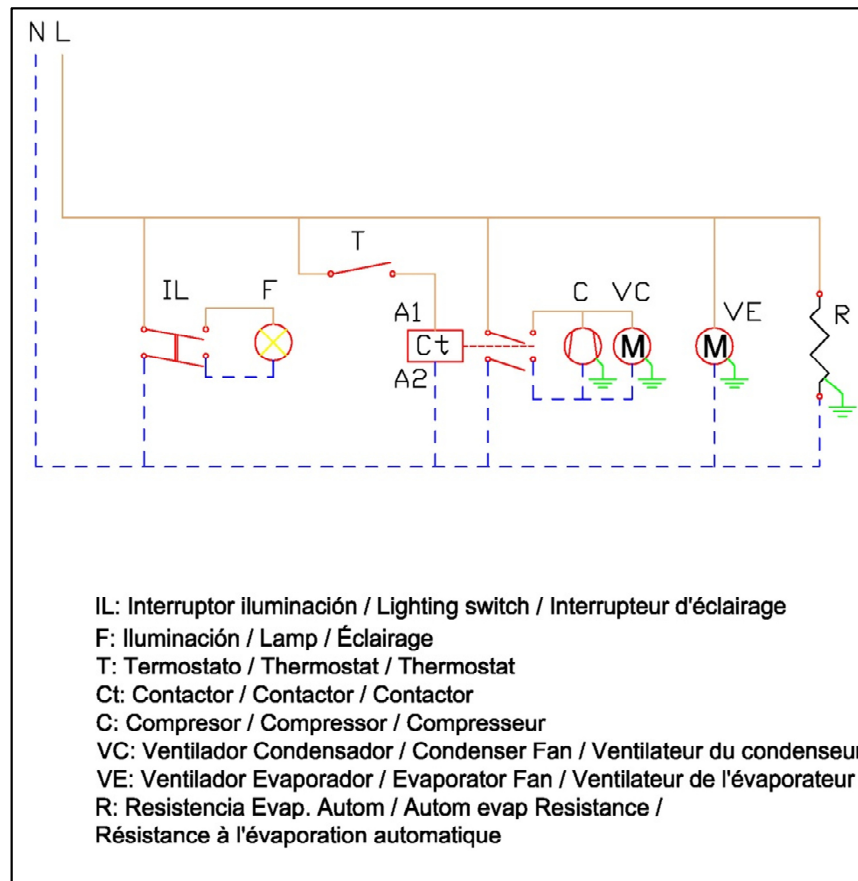 N L
T
IL
F
C
VC
A1
VE
R
Ct
M
M
A2
IL: Interruptor iluminación / Lighting switch / Interrupteur d'éclairage
F: Iluminación / Lamp / Éclairage
T: Termostato / Thermostat / Thermostat
Ct: Contactor / Contactor / Contactor
C: Compresor / Compressor / Compresseur
VC: Ventilador Condensador / Condenser Fan / Ventilateur du condenseur
VE: Ventilador Evaporador / Evaporator Fan / Ventilateur de l'évaporateur
R: Resistencia Evap. Autom / Autom evap Resistance /
Résistance à l'évaporation automatique